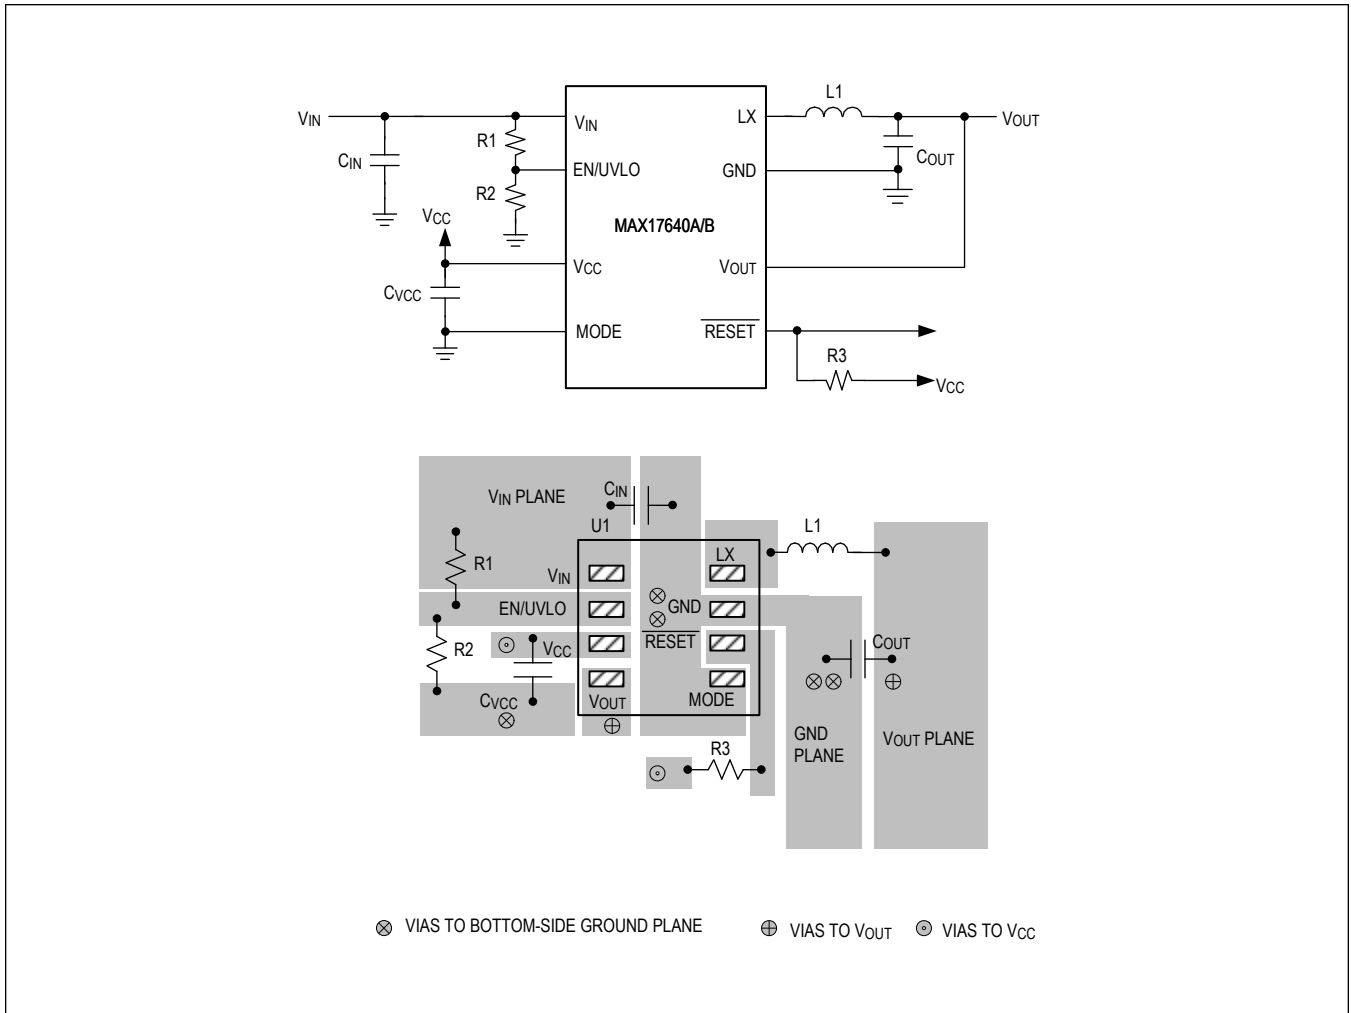 L1
VIN
VIN
LX
VOUT
R1
COUT
CIN
EN/UVLO
GND
R2
VCC
MAX17640A/B
VCC
VOUT
CVCC
MODE
RESET
R3
VCC
VIN PLANE
CIN
U1
L1
LX
R1
VIN
EN/UVLO
GND
RESET
COUT
R2
VCC
CVCC
VOUT
MODE
GND
PLANE
VOUT PLANE
R3
VIAS TO BOTTOM-SIDE GROUND PLANE
VIAS TO VOUT
VIAS TO VCC